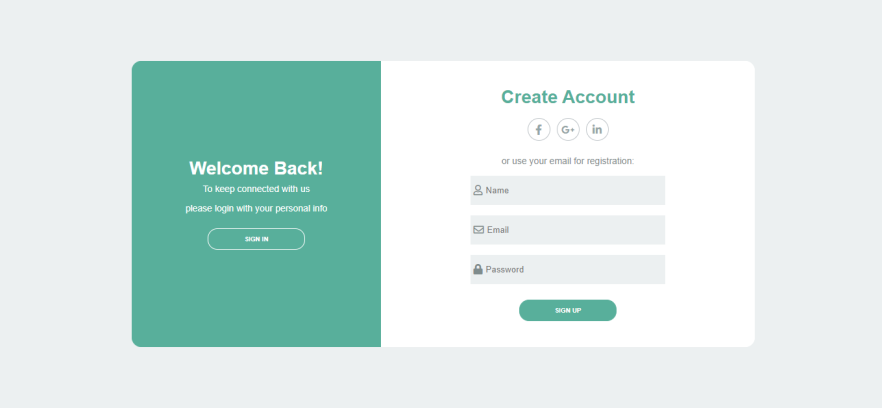 Welcome Back!
To keep connected with us
please login with your personal info
SIGN IN
Create Account
f
G+
in
or use your email for registration:
Name
Email
Password
SIGN UP